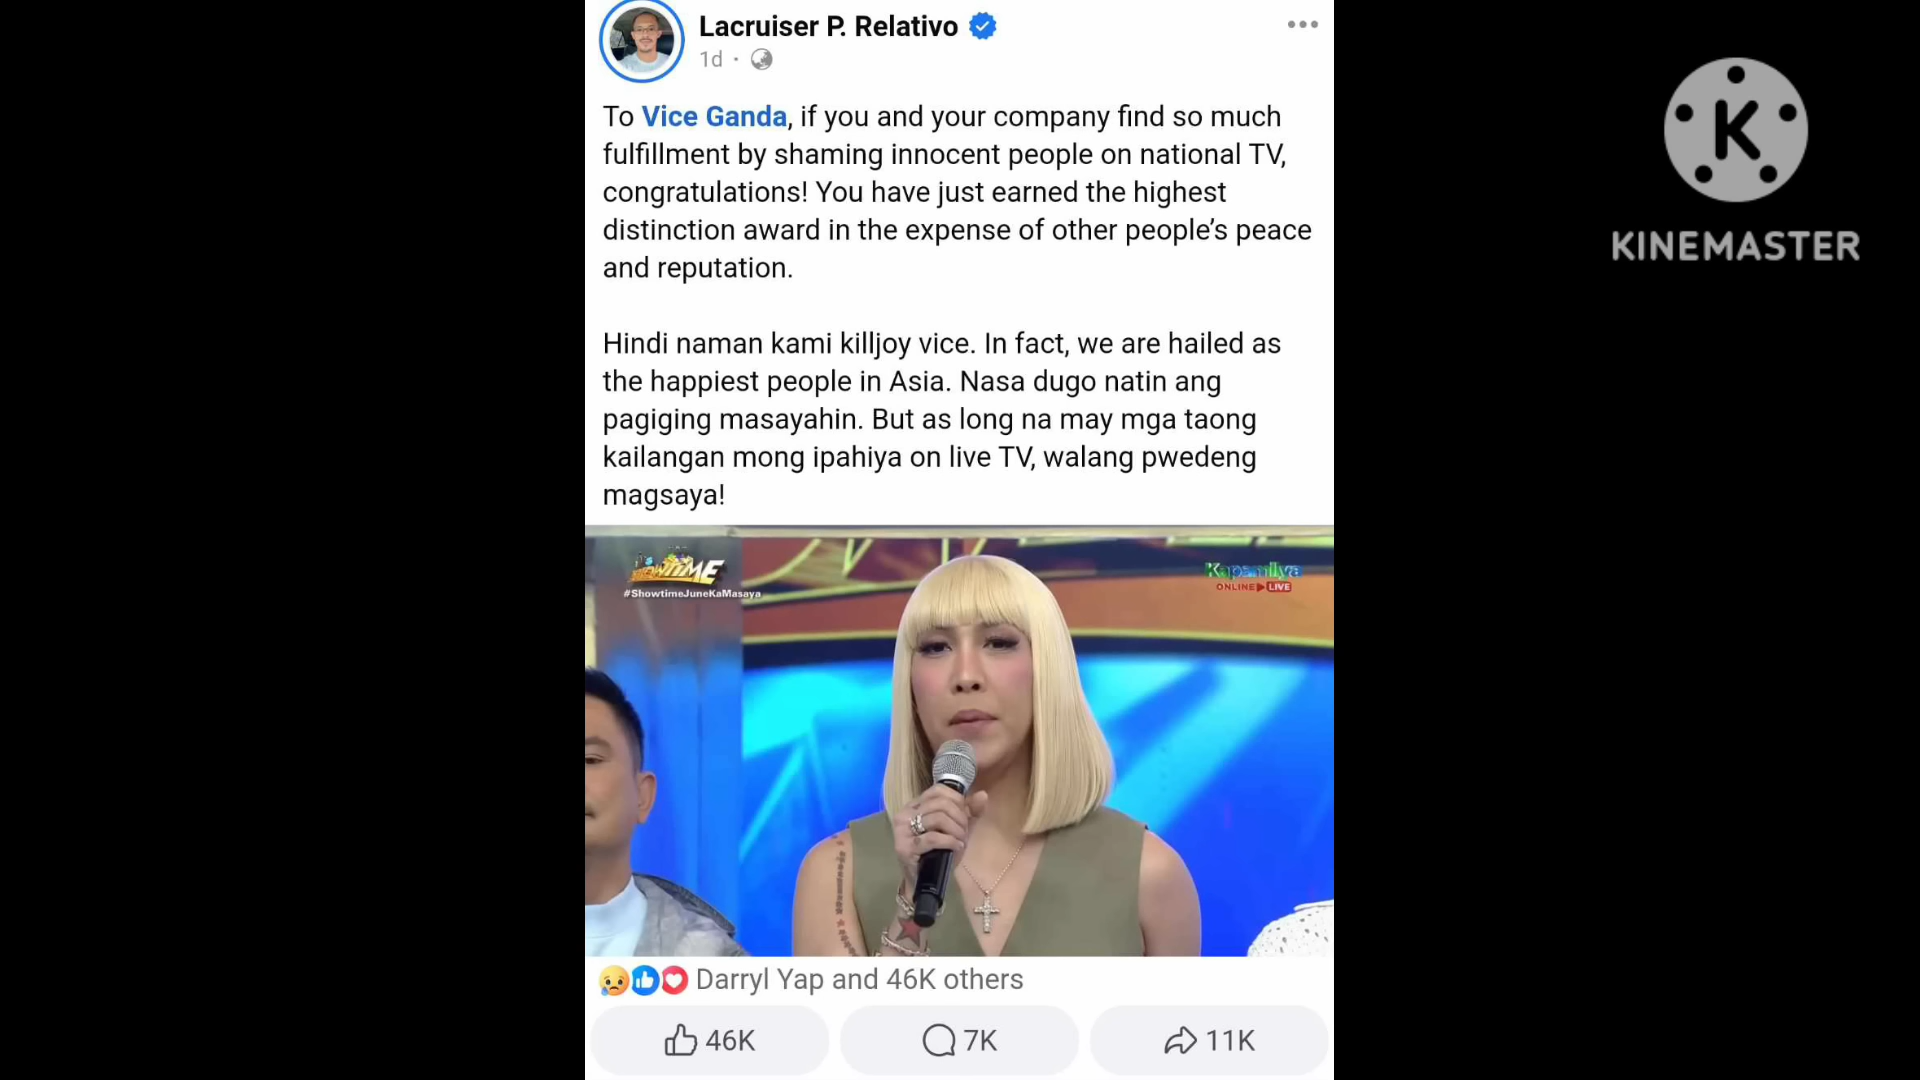 Lacruiser P. Relativo
1d ·
To Vice Ganda, if you and your company find so much
fulfillment by shaming innocent people on national TV,
congratulations! You have just earned the highest
distinction award in the expense of other people’s peace
and reputation.
Hindi naman kami killjoy vice. In fact, we are hailed as
the happiest people in Asia. Nasa dugo natin ang
pagiging masayahin. But as long na may mga taong
kailangan mong ipahiya on live TV, walang pwedeng
magsaya!
SHOWTIME
#ShowtimeJuneKaMasaya
Kapamilya
ONLINE LIVE
Darryl Yap and 46K others
46K
7K
11K
K
KINEMASTER